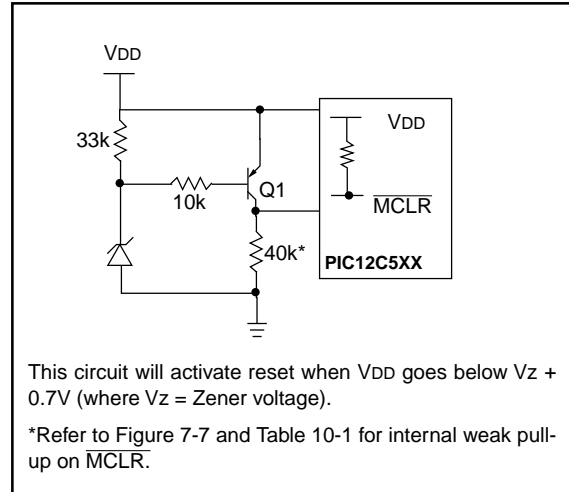 VDD
33k
10k
Q1
40k*
VDD
MCLR
PIC12C5XX
This circuit will activate reset when VDD goes below Vz +
0.7V (where Vz = Zener voltage).
*Refer to Figure 7-7 and Table 10-1 for internal weak pull-
up on MCLR.